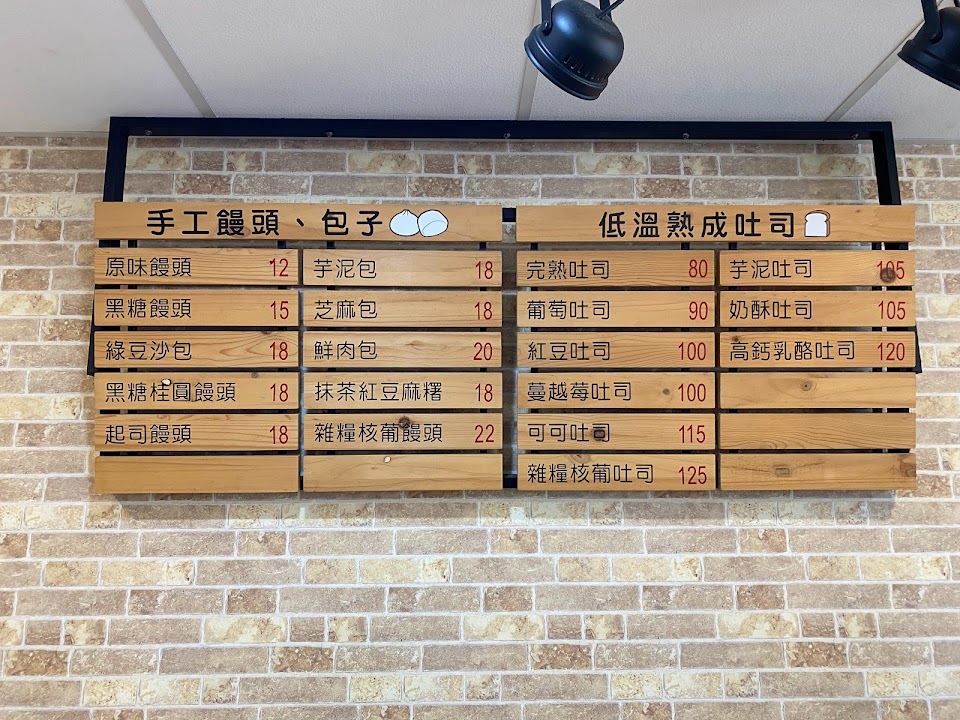 手工饅頭、包子
原味饅頭 12
黑糖饅頭 15
綠豆沙包 18
黑糖桂圓饅頭 18
起司饅頭 18
芋泥包 18
芝麻包 18
鮮肉包 20
抹茶紅豆麻糬 18
雜糧核葡饅頭 22
低溫熟成吐司
完熟吐司 80
葡萄吐司 90
紅豆吐司 100
蔓越莓吐司 100
可可吐司 115
雜糧核葡吐司 125
芋泥吐司 105
奶酥吐司 105
高鈣乳酪吐司 120